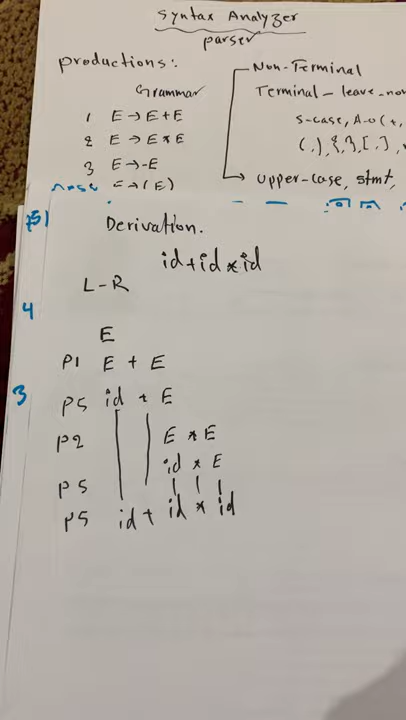 Syntax Analyzer
parser
productions:
Non-Terminal
Grammar
Terminal - leave-no
1 E → E + E
s-case, A-o (+,
2 E → E * E
(,), {,}, [,],
3 E → -E
upper-case, stmt,
E → (E)
(5)
Derivation.
id + id * id
L - R
4
E
P1 E + E
3
P5 id + E
P2 E * E
id * E
P5
P5 id + id * id